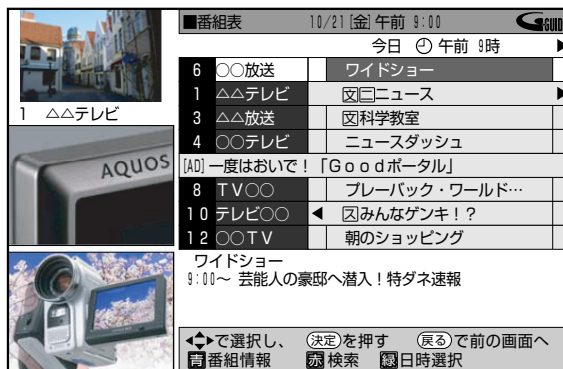 ■番組表 10/21[金]午前 9:00 G-GUID
今日 午前 9時 ▶
6 ○○放送 ワイドショー
1 △△テレビ 文二ニュース ▶
3 △△放送 文科学教室
4 ○○テレビ ニュースダッシュ
[AD]一度はおいで!「Goodポータル」
8 TV○○ プレーバック・ワールド…
10 テレビ○○ ◀ スみんなゲンキ!?
12 ○○TV 朝のショッピング
1 △△テレビ
AQUOS
ワイドショー
9:00〜 芸能人の豪邸へ潜入!特ダネ速報
で選択し、 決定を押す 戻るで前の画面へ
青番組情報 赤検索 緑日時選択